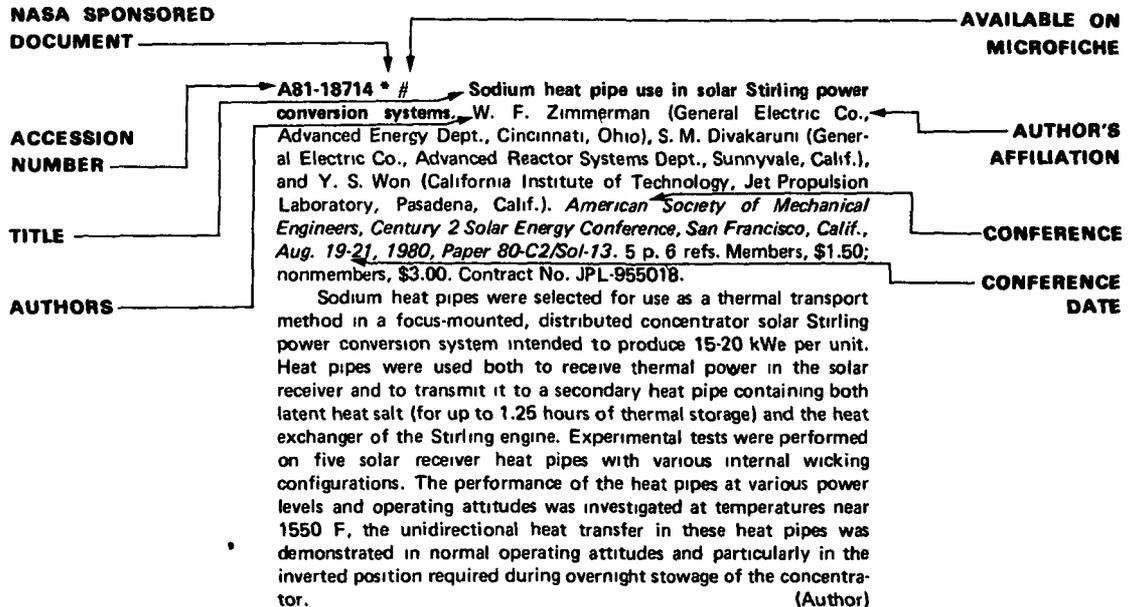 NASA SPONSORED
DOCUMENT
AVAILABLE ON
MICROFICHE
ACCESSION
NUMBER
TITLE
AUTHORS
A81-18714 * # Sodium heat pipe use in solar Stirling power
conversion systems. W. F. Zimmerman (General Electric Co.,
Advanced Energy Dept., Cincinnati, Ohio), S. M. Divakaruni (Gener-
al Electric Co., Advanced Reactor Systems Dept., Sunnyvale, Calif.),
and Y. S. Won (California Institute of Technology, Jet Propulsion
Laboratory, Pasadena, Calif.). American Society of Mechanical
Engineers, Century 2 Solar Energy Conference, San Francisco, Calif.,
Aug. 19-21, 1980, Paper 80-C2/Sol-13. 5 p. 6 refs. Members, $1.50;
nonmembers, $3.00. Contract No. JPL-955018.
Sodium heat pipes were selected for use as a thermal transport
method in a focus-mounted, distributed concentrator solar Stirling
power conversion system intended to produce 15-20 kWe per unit.
Heat pipes were used both to receive thermal power in the solar
receiver and to transmit it to a secondary heat pipe containing both
latent heat salt (for up to 1.25 hours of thermal storage) and the heat
exchanger of the Stirling engine. Experimental tests were performed
on five solar receiver heat pipes with various internal wicking
configurations. The performance of the heat pipes at various power
levels and operating attitudes was investigated at temperatures near
1550 F, the unidirectional heat transfer in these heat pipes was
demonstrated in normal operating attitudes and particularly in the
inverted position required during overnight stowage of the concentra-
tor. (Author)
AUTHOR'S
AFFILIATION
CONFERENCE
CONFERENCE
DATE